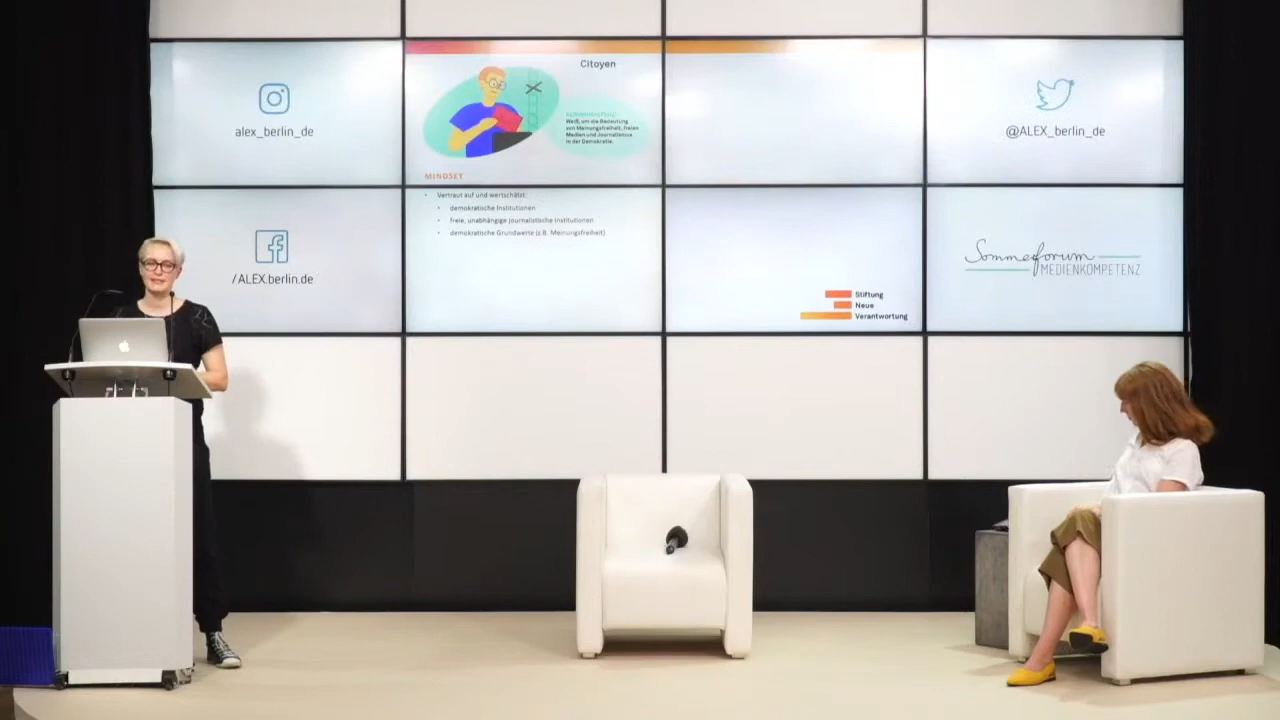 alex_berlin_de
/ALEX.berlin.de
Citoyen
Weiß um die Bedeutung
von Meinungsfreiheit, freien
Medien und Journalismus
in der Demokratie.
MINDSET
• Vertraut auf und wertschätzt:
• demokratische Institutionen
• freie, unabhängige journalistische Institutionen
• demokratische Grundwerte (z.B. Meinungsfreiheit)
Stiftung
Neue
Verantwortung
@ALEX_berlin_de
Sommerforum
MEDIENKOMPETENZ